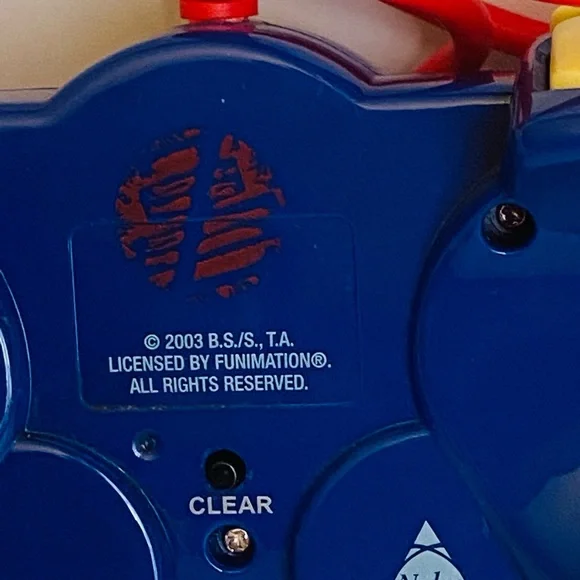 © 2003 B.S./S., T.A.
LICENSED BY FUNIMATION®.
ALL RIGHTS RESERVED.
CLEAR